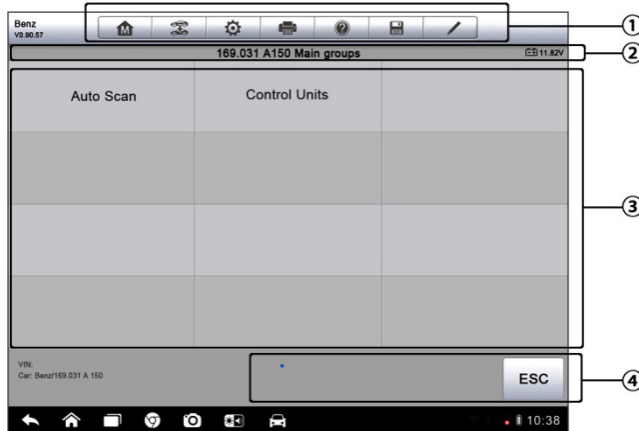 Benz
V0.90.57
M
①
169.031 A150 Main groups
11.82V
②
Auto Scan
Control Units
③
VIN:
Car: Benz/169.031 A 150
ESC
④
10:38